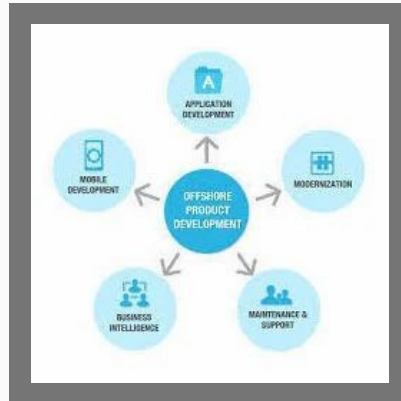 A
APPLICATION
DEVELOPMENT
MOBILE
DEVELOPMENT
MODERNIZATION
OFFSHORE
PRODUCT
DEVELOPMENT
BUSINESS
INTELLIGENCE
MAINTENANCE &
SUPPORT